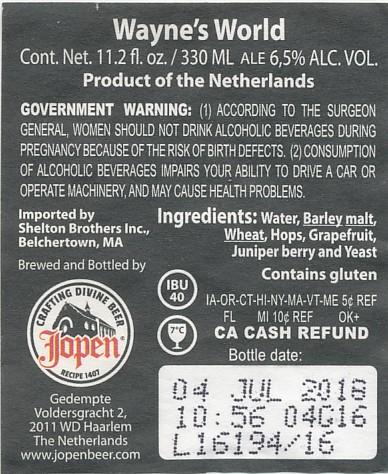 Wayne's World
Cont. Net. 11.2 fl. oz. / 330 ML ALE 6,5% ALC. VOL.
Product of the Netherlands
GOVERNMENT WARNING: (1) ACCORDING TO THE SURGEON
GENERAL, WOMEN SHOULD NOT DRINK ALCOHOLIC BEVERAGES DURING
PREGNANCY BECAUSE OF THE RISK OF BIRTH DEFECTS. (2) CONSUMPTION
OF ALCOHOLIC BEVERAGES IMPAIRS YOUR ABILITY TO DRIVE A CAR OR
OPERATE MACHINERY, AND MAY CAUSE HEALTH PROBLEMS.
Imported by
Shelton Brothers Inc.,
Belchertown, MA
Brewed and Bottled by
CRAFTING DIVINE BEER
Jopen®
RECIPE 1407
Gedempte
Voldersgracht 2,
2011 WD Haarlem
The Netherlands
www.jopenbeer.com
Ingredients: Water, Barley malt,
Wheat, Hops, Grapefruit,
Juniper berry and Yeast
Contains gluten
IBU
40
7°C
IA-OR-CT-HI-NY-MA-VT-ME 5¢ REF
FL MI 10¢ REF OK+
CA CASH REFUND
Bottle date:
04 JUL 2018
10:56 04G16
L16194/16